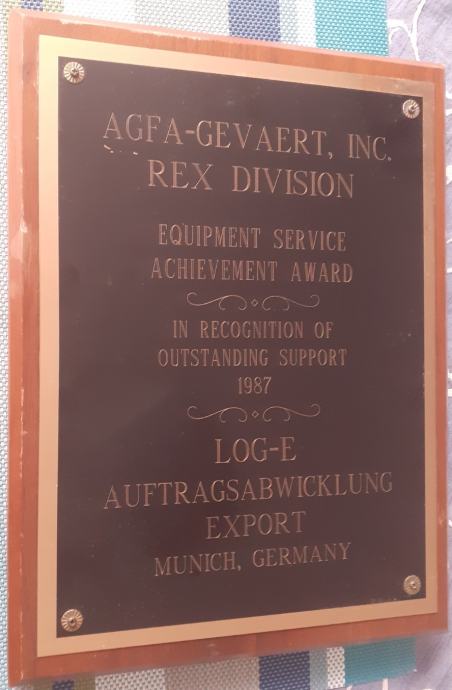 AGFA-GEVAERT, INC.
REX DIVISION
EQUIPMENT SERVICE
ACHIEVEMENT AWARD
IN RECOGNITION OF
OUTSTANDING SUPPORT
1987
LOG-E
AUFTRAGSABWICKLUNG
EXPORT
MUNICH, GERMANY